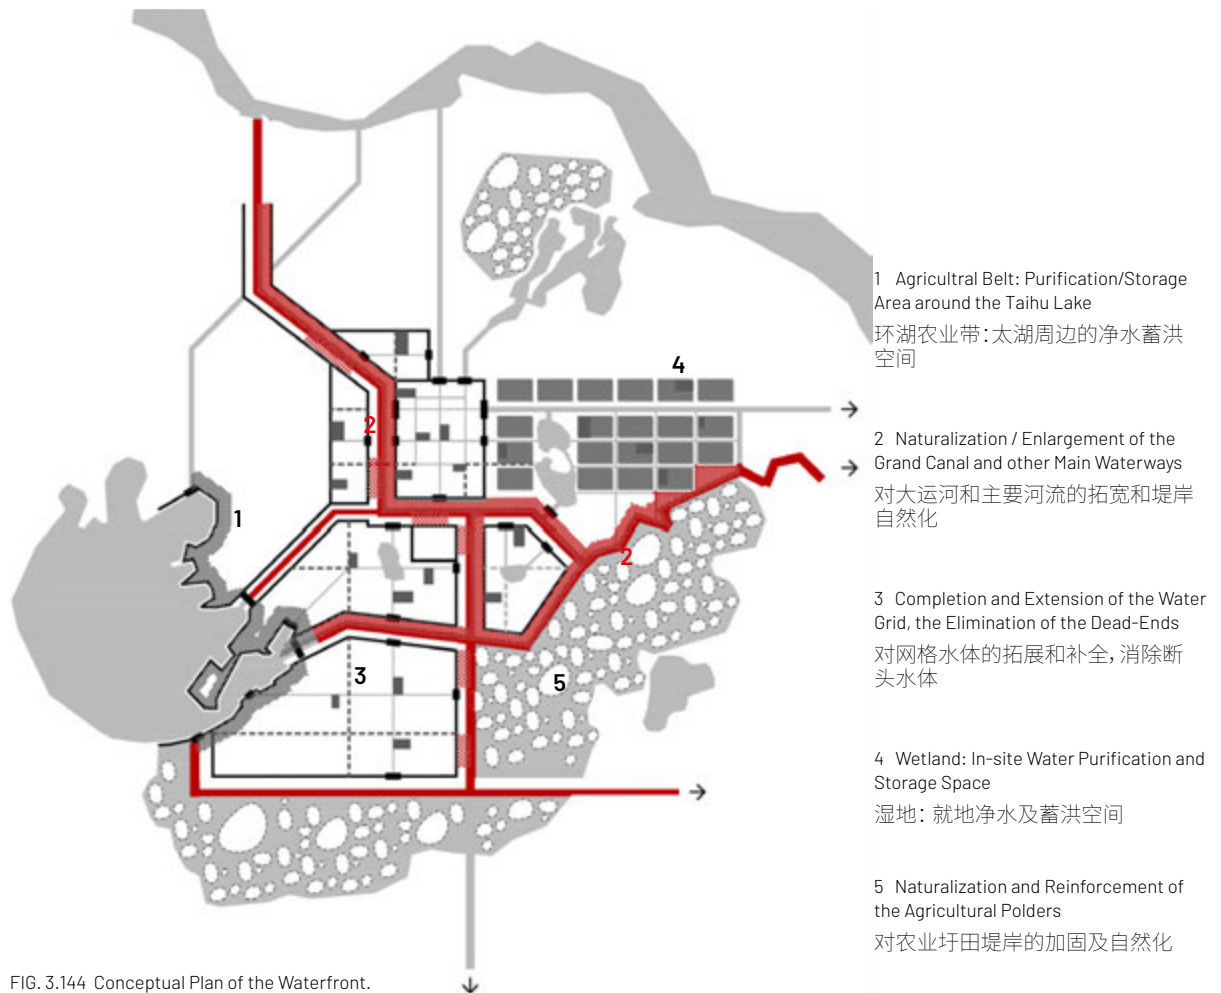 4
2
1
2
3
5
1 Agricultral Belt: Purification/Storage
Area around the Taihu Lake
环湖农业带：太湖周边的净水蓄洪
空间
2 Naturalization / Enlargement of the
Grand Canal and other Main Waterways
对大运河和主要河流的拓宽和堤岸
自然化
3 Completion and Extension of the Water
Grid, the Elimination of the Dead-Ends
对网格水体的拓展和补全，消除断
头水体
4 Wetland: In-site Water Purification and
Storage Space
湿地：就地净水及蓄洪空间
5 Naturalization and Reinforcement of
the Agricultural Polders
对农业圩田堤岸的加固及自然化
FIG. 3.144 Conceptual Plan of the Waterfront.